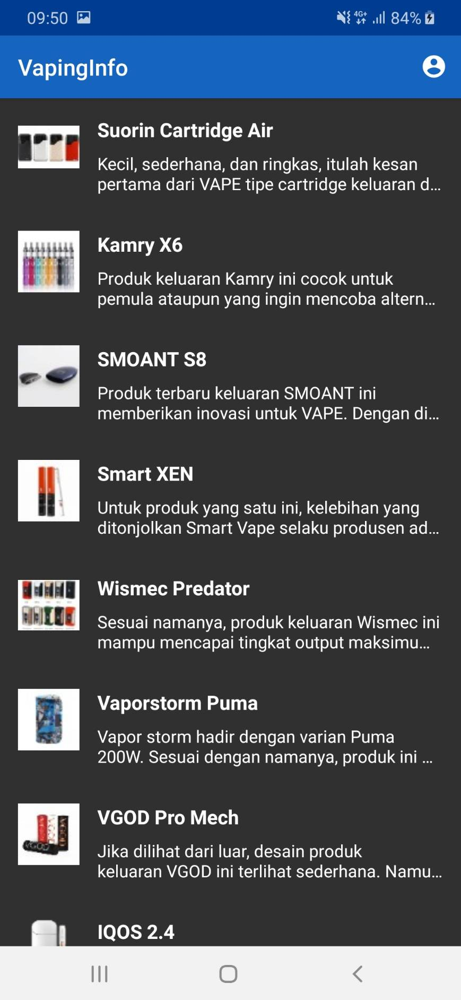 09:50
4G+
84%
VapingInfo
Suorin Cartridge Air
Kecil, sederhana, dan ringkas, itulah kesan
pertama dari VAPE tipe cartridge keluaran d...
Kamry X6
Produk keluaran Kamry ini cocok untuk
pemula ataupun yang ingin mencoba altern...
SMOANT S8
Produk terbaru keluaran SMOANT ini
memberikan inovasi untuk VAPE. Dengan di...
Smart XEN
Untuk produk yang satu ini, kelebihan yang
ditonjolkan Smart Vape selaku produsen ad...
Wismec Predator
Sesuai namanya, produk keluaran Wismec ini
mampu mencapai tingkat output maksimu...
Vaporstorm Puma
Vapor storm hadir dengan varian Puma
200W. Sesuai dengan namanya, produk ini ...
VGOD Pro Mech
Jika dilihat dari luar, desain produk
keluaran VGOD ini terlihat sederhana. Namu...
VGOD
VGOD
VGOD
IQOS 2.4